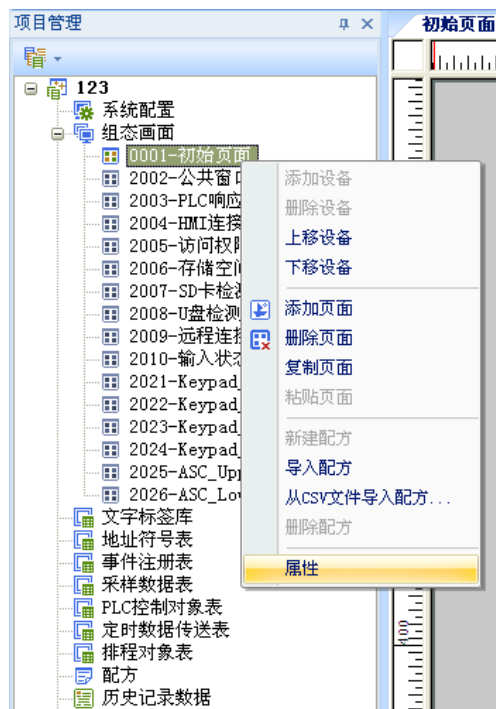 项目管理
初始页面
123
系统配置
组态画面
0001-初始页面
2002-公共窗
2003-PLC响应
2004-HMI连接
2005-访问权
2006-存储空
2007-SD卡检
2008-U盘检测
2009-远程连
2010-输入状
2021-Keypad_
2022-Keypad_
2023-Keypad_
2024-Keypad_
2025-ASC_Up
2026-ASC_Lo
文字标签库
地址符号表
事件注册表
采样数据表
PLC控制对象表
定时数据传送表
排程对象表
配方
历史记录数据
添加设备
删除设备
上移设备
下移设备
添加页面
删除页面
复制页面
粘贴页面
新建配方
导入配方
从CSV文件导入配方...
删除配方
属性
400